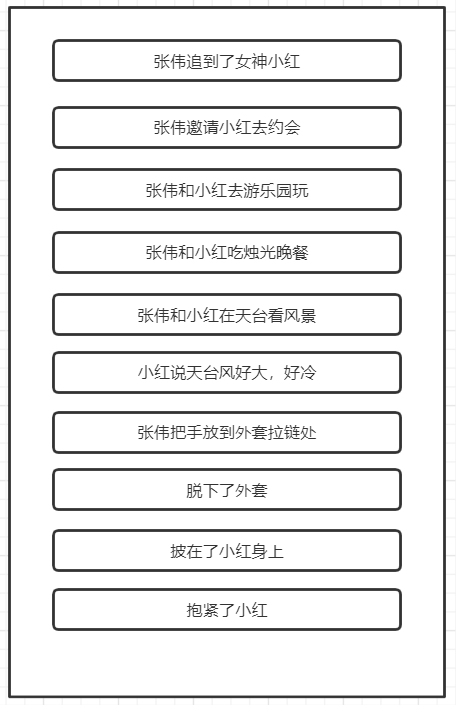 张伟追到了女神小红
张伟邀请小红去约会
张伟和小红去游乐园玩
张伟和小红吃烛光晚餐
张伟和小红在天台看风景
小红说天台风好大，好冷
张伟把手放到外套拉链处
脱下了外套
披在了小红身上
抱紧了小红